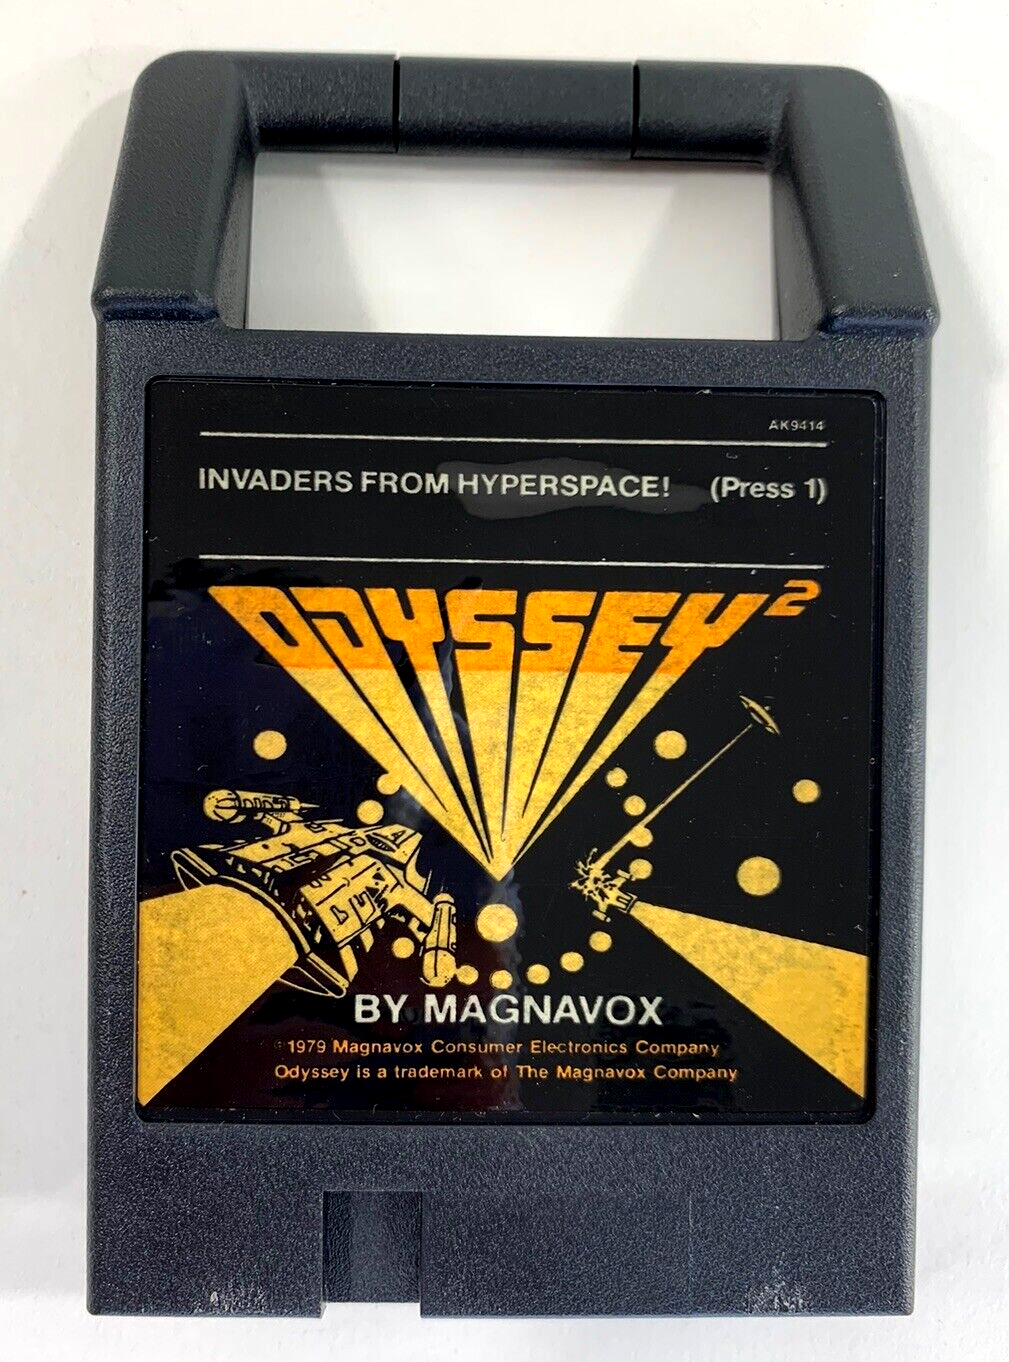 AK9414
INVADERS FROM HYPERSPACE! (Press 1)
ODYSSEY²
BY MAGNAVOX
©1979 Magnavox Consumer Electronics Company
Odyssey is a trademark of The Magnavox Company